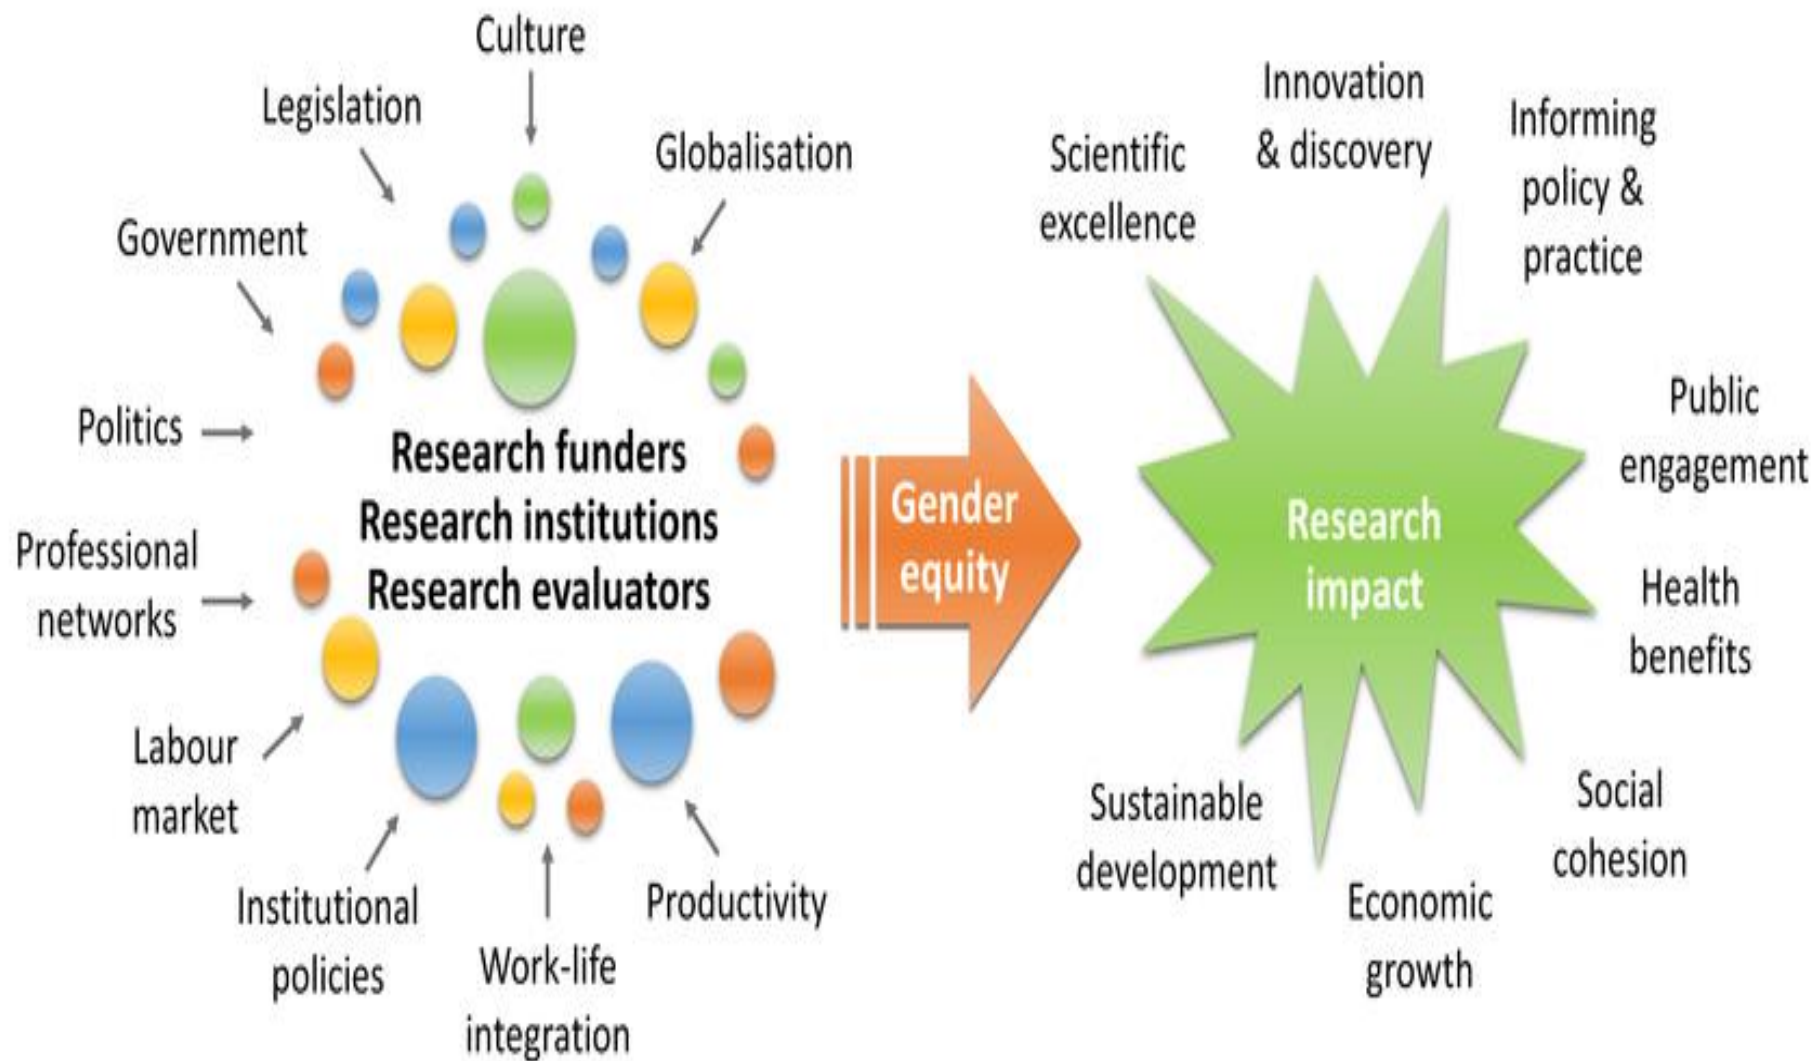 Culture
Legislation
Globalisation
Government
Politics
Professional
networks
Labour
market
Institutional
policies
Work-life
integration
Productivity
Research funders
Research institutions
Research evaluators
Gender
equity
Scientific
excellence
Innovation
& discovery
Informing
policy &
practice
Public
engagement
Health
benefits
Social
cohesion
Economic
growth
Sustainable
development
Research
impact